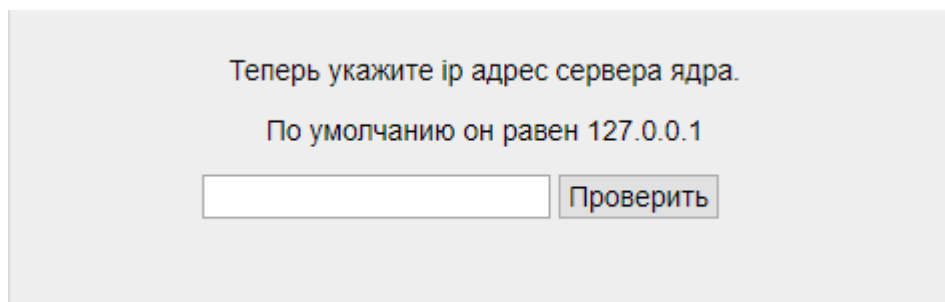 Теперь укажите ip адрес сервера ядра.
По умолчанию он равен 127.0.0.1
Проверить